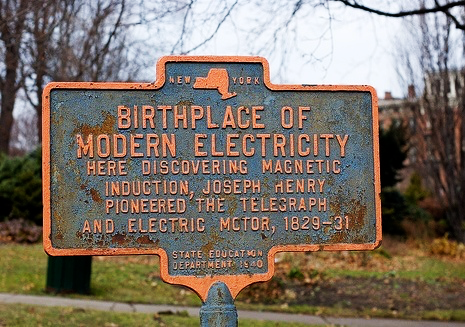 NEW YORK
BIRTHPLACE OF
MODERN ELECTRICITY
HERE DISCOVERING MAGNETIC
INDUCTION, JOSEPH HENRY
PIONEERED THE TELEGRAPH
AND ELECTRIC MOTOR, 1829-31
STATE EDUCATION
DEPARTMENT 1940